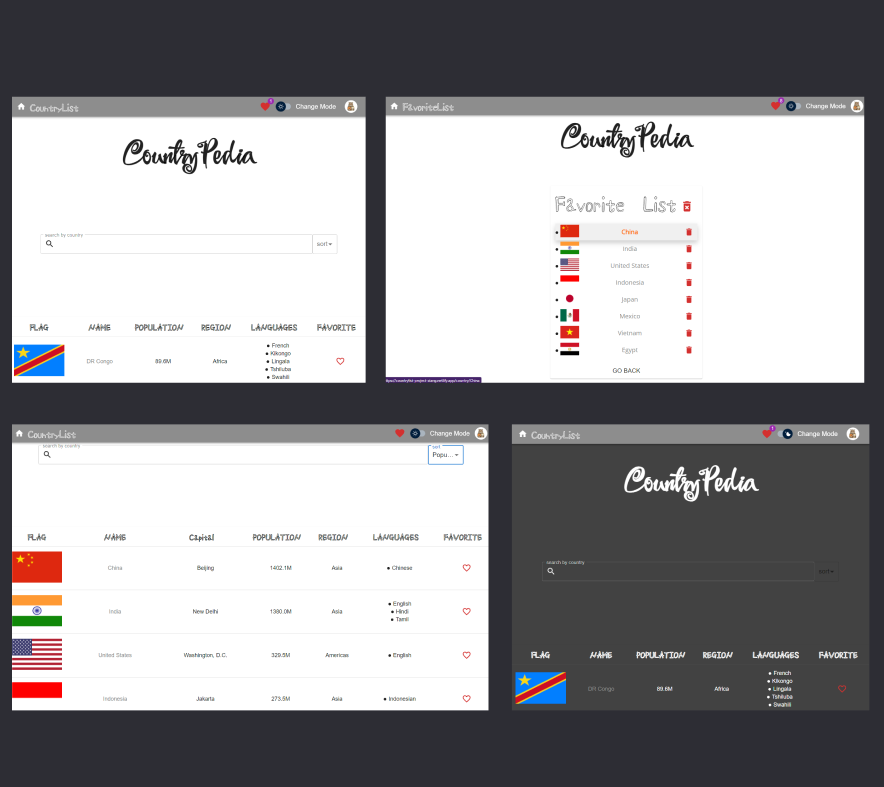 CountryList
1
Change Mode
CountryPedia
search by country
sort
FLAG NAME POPULATION REGION LANGUAGES FAVORITE
DR Congo 89.6M Africa
● French
● Kikongo
● Lingala
● Tshiluba
● Swahili
FavoriteList
Change Mode
CountryPedia
Favorite List
China
India
United States
Indonesia
Japan
Mexico
Vietnam
Egypt
GO BACK
CountryList
Change Mode
search by country
sort
Popu...
FLAG NAME Capital POPULATION REGION LANGUAGES FAVORITE
China Beijing 1402.1M Asia ● Chinese
India New Delhi 1380.0M Asia
● English
● Hindi
● Tamil
United States Washington, D.C. 329.5M Americas ● English
Indonesia Jakarta 273.5M Asia ● Indonesian
CountryList
1
Change Mode
CountryPedia
search by country
sort
FLAG NAME POPULATION REGION LANGUAGES FAVORITE
DR Congo 89.6M Africa
● French
● Kikongo
● Lingala
● Tshiluba
● Swahili